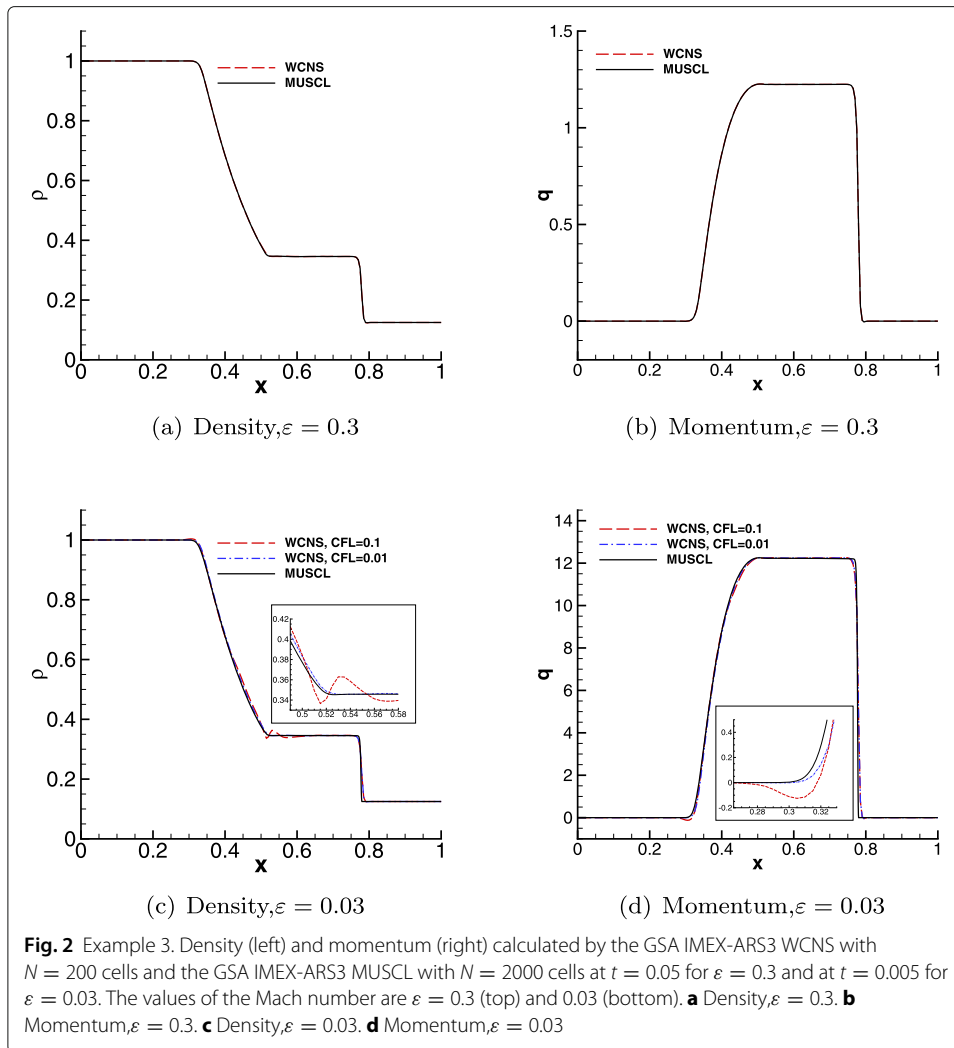 WCNS
MUSCL
ρ
1
0.8
0.6
0.4
0.2
0
0 0.2 0.4 0.6 0.8 1
x
(a) Density,ε = 0.3
WCNS
MUSCL
q
1.5
1
0.5
0
0 0.2 0.4 0.6 0.8 1
x
(b) Momentum,ε = 0.3
WCNS, CFL=0.1
WCNS, CFL=0.01
MUSCL
ρ
1
0.8
0.6
0.4
0.2
0
0.42
0.4
0.38
0.36
0.34
0.5 0.52 0.54 0.56 0.58
0 0.2 0.4 0.6 0.8 1
x
(c) Density,ε = 0.03
WCNS, CFL=0.1
WCNS, CFL=0.01
MUSCL
q
14
12
10
8
6
4
2
0
0.4
0.2
0
-0.2
0.28 0.3 0.32
0 0.2 0.4 0.6 0.8 1
x
(d) Momentum,ε = 0.03
Fig. 2 Example 3. Density (left) and momentum (right) calculated by the GSA IMEX-ARS3 WCNS with
N = 200 cells and the GSA IMEX-ARS3 MUSCL with N = 2000 cells at t = 0.05 for ε = 0.3 and at t = 0.005 for
ε = 0.03. The values of the Mach number are ε = 0.3 (top) and 0.03 (bottom). a Density,ε = 0.3. b
Momentum,ε = 0.3. c Density,ε = 0.03. d Momentum,ε = 0.03